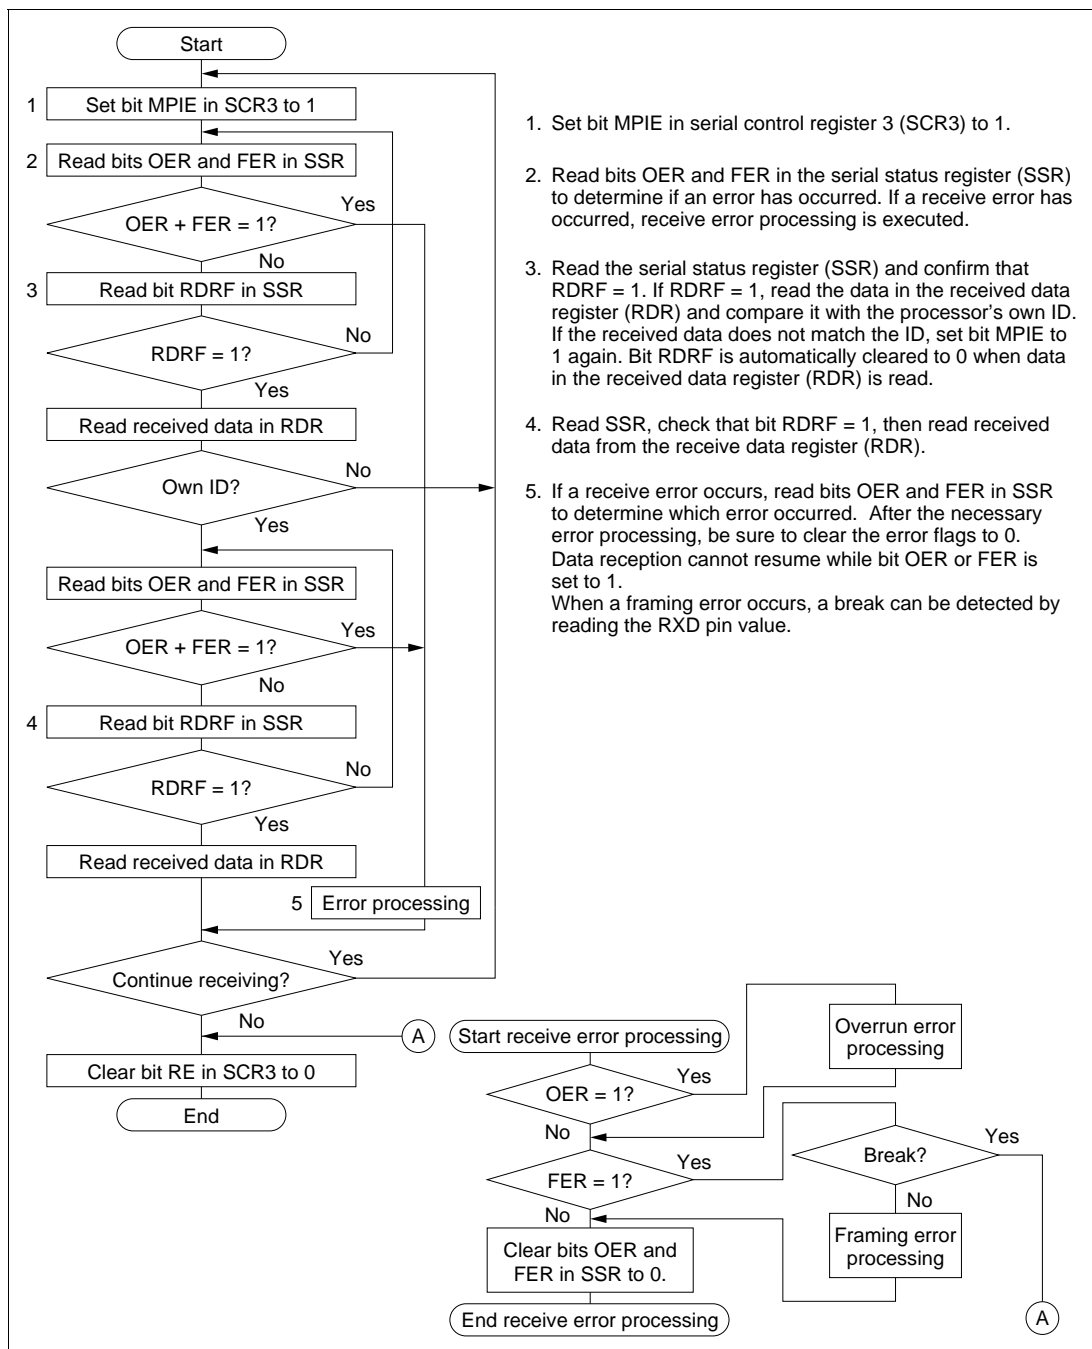 Start
1 Set bit MPIE in SCR3 to 1
2 Read bits OER and FER in SSR
Yes
OER + FER = 1?
No
3 Read bit RDRF in SSR
No
RDRF = 1?
Yes
Read received data in RDR
No
Own ID?
Yes
Read bits OER and FER in SSR
Yes
OER + FER = 1?
No
4 Read bit RDRF in SSR
No
RDRF = 1?
Yes
Read received data in RDR
5 Error processing
Yes
Continue receiving?
No
A
Clear bit RE in SCR3 to 0
End
1. Set bit MPIE in serial control register 3 (SCR3) to 1.
2. Read bits OER and FER in the serial status register (SSR)
to determine if an error has occurred. If a receive error has
occurred, receive error processing is executed.
3. Read the serial status register (SSR) and confirm that
RDRF = 1. If RDRF = 1, read the data in the received data
register (RDR) and compare it with the processor's own ID.
If the received data does not match the ID, set bit MPIE to
1 again. Bit RDRF is automatically cleared to 0 when data
in the received data register (RDR) is read.
4. Read SSR, check that bit RDRF = 1, then read received
data from the receive data register (RDR).
5. If a receive error occurs, read bits OER and FER in SSR
to determine which error occurred. After the necessary
error processing, be sure to clear the error flags to 0.
Data reception cannot resume while bit OER or FER is
set to 1.
When a framing error occurs, a break can be detected by
reading the RXD pin value.
Start receive error processing
Yes
OER = 1?
No
Overrun error
processing
Yes
FER = 1?
No
Yes
Break?
No
Framing error
processing
Clear bits OER and
FER in SSR to 0.
End receive error processing
A